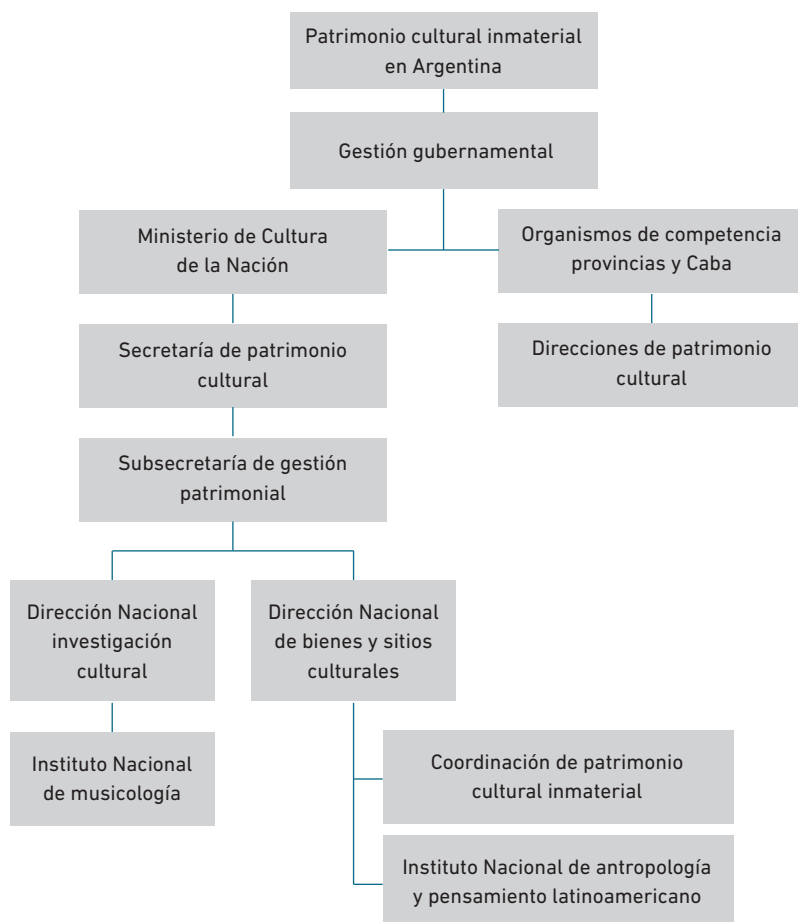 Patrimonio cultural inmaterial
en Argentina
Gestión gubernamental
Ministerio de Cultura
de la Nación
Organismos de competencia
provincias y Caba
Secretaría de patrimonio
cultural
Direcciones de patrimonio
cultural
Subsecretaría de gestión
patrimonial
Dirección Nacional
investigación
cultural
Dirección Nacional
de bienes y sitios
culturales
Instituto Nacional
de musicología
Coordinación de patrimonio
cultural inmaterial
Instituto Nacional de antropología
y pensamiento latinoamericano